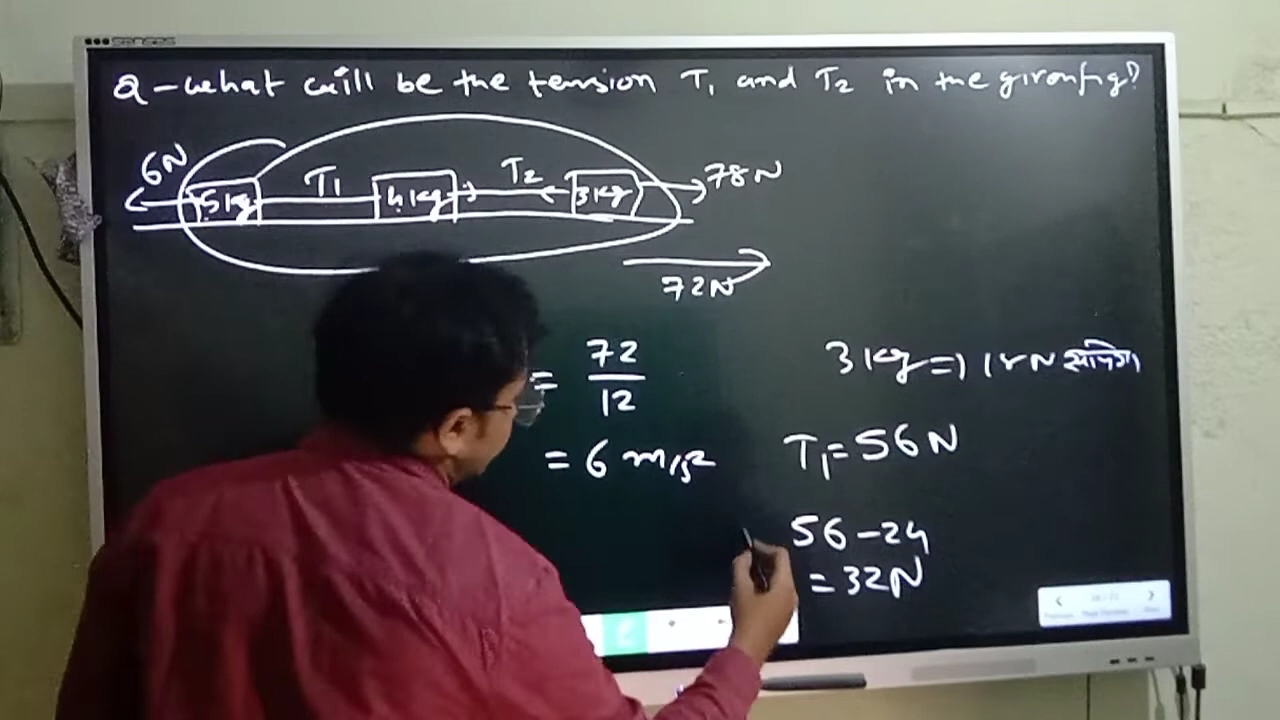 Q-what will be the tension T1 and T2 in the given fig?
6N T1 T2 78N
5kg 4kg 3kg
72N
= 72/12
= 6 m/s2
3kg => 18N
T1=56N
56-24
=32N